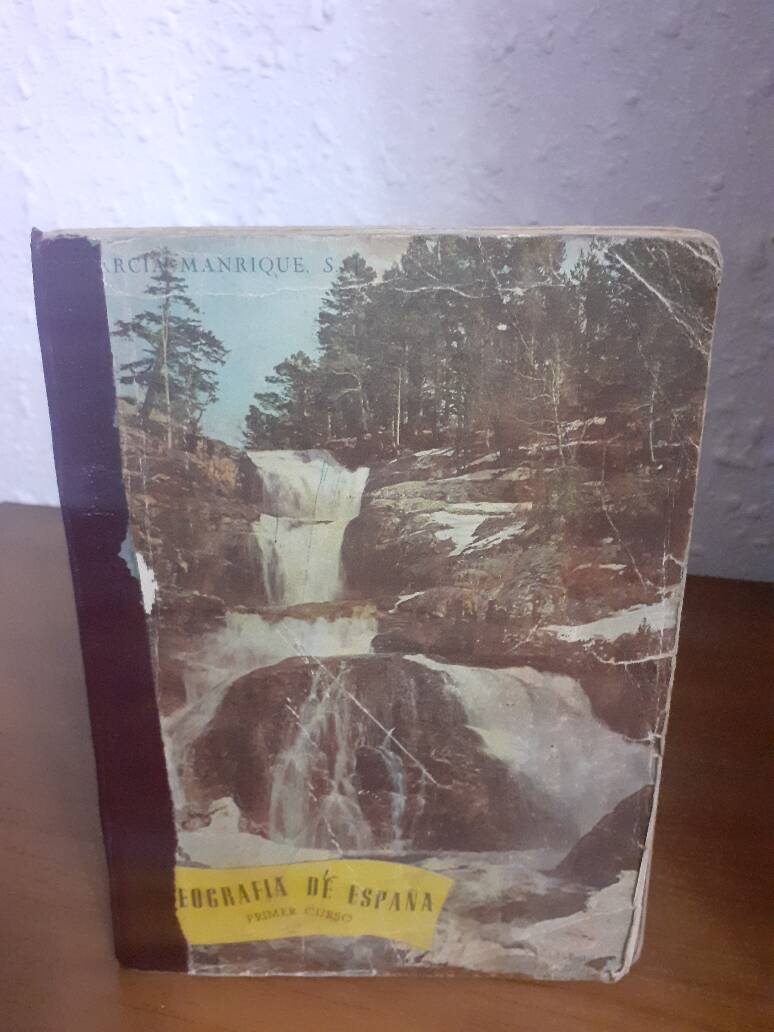 ARCIA MANRIQUE, S.
EOGRAFIA DE ESPAÑA
PRIMER CURSO